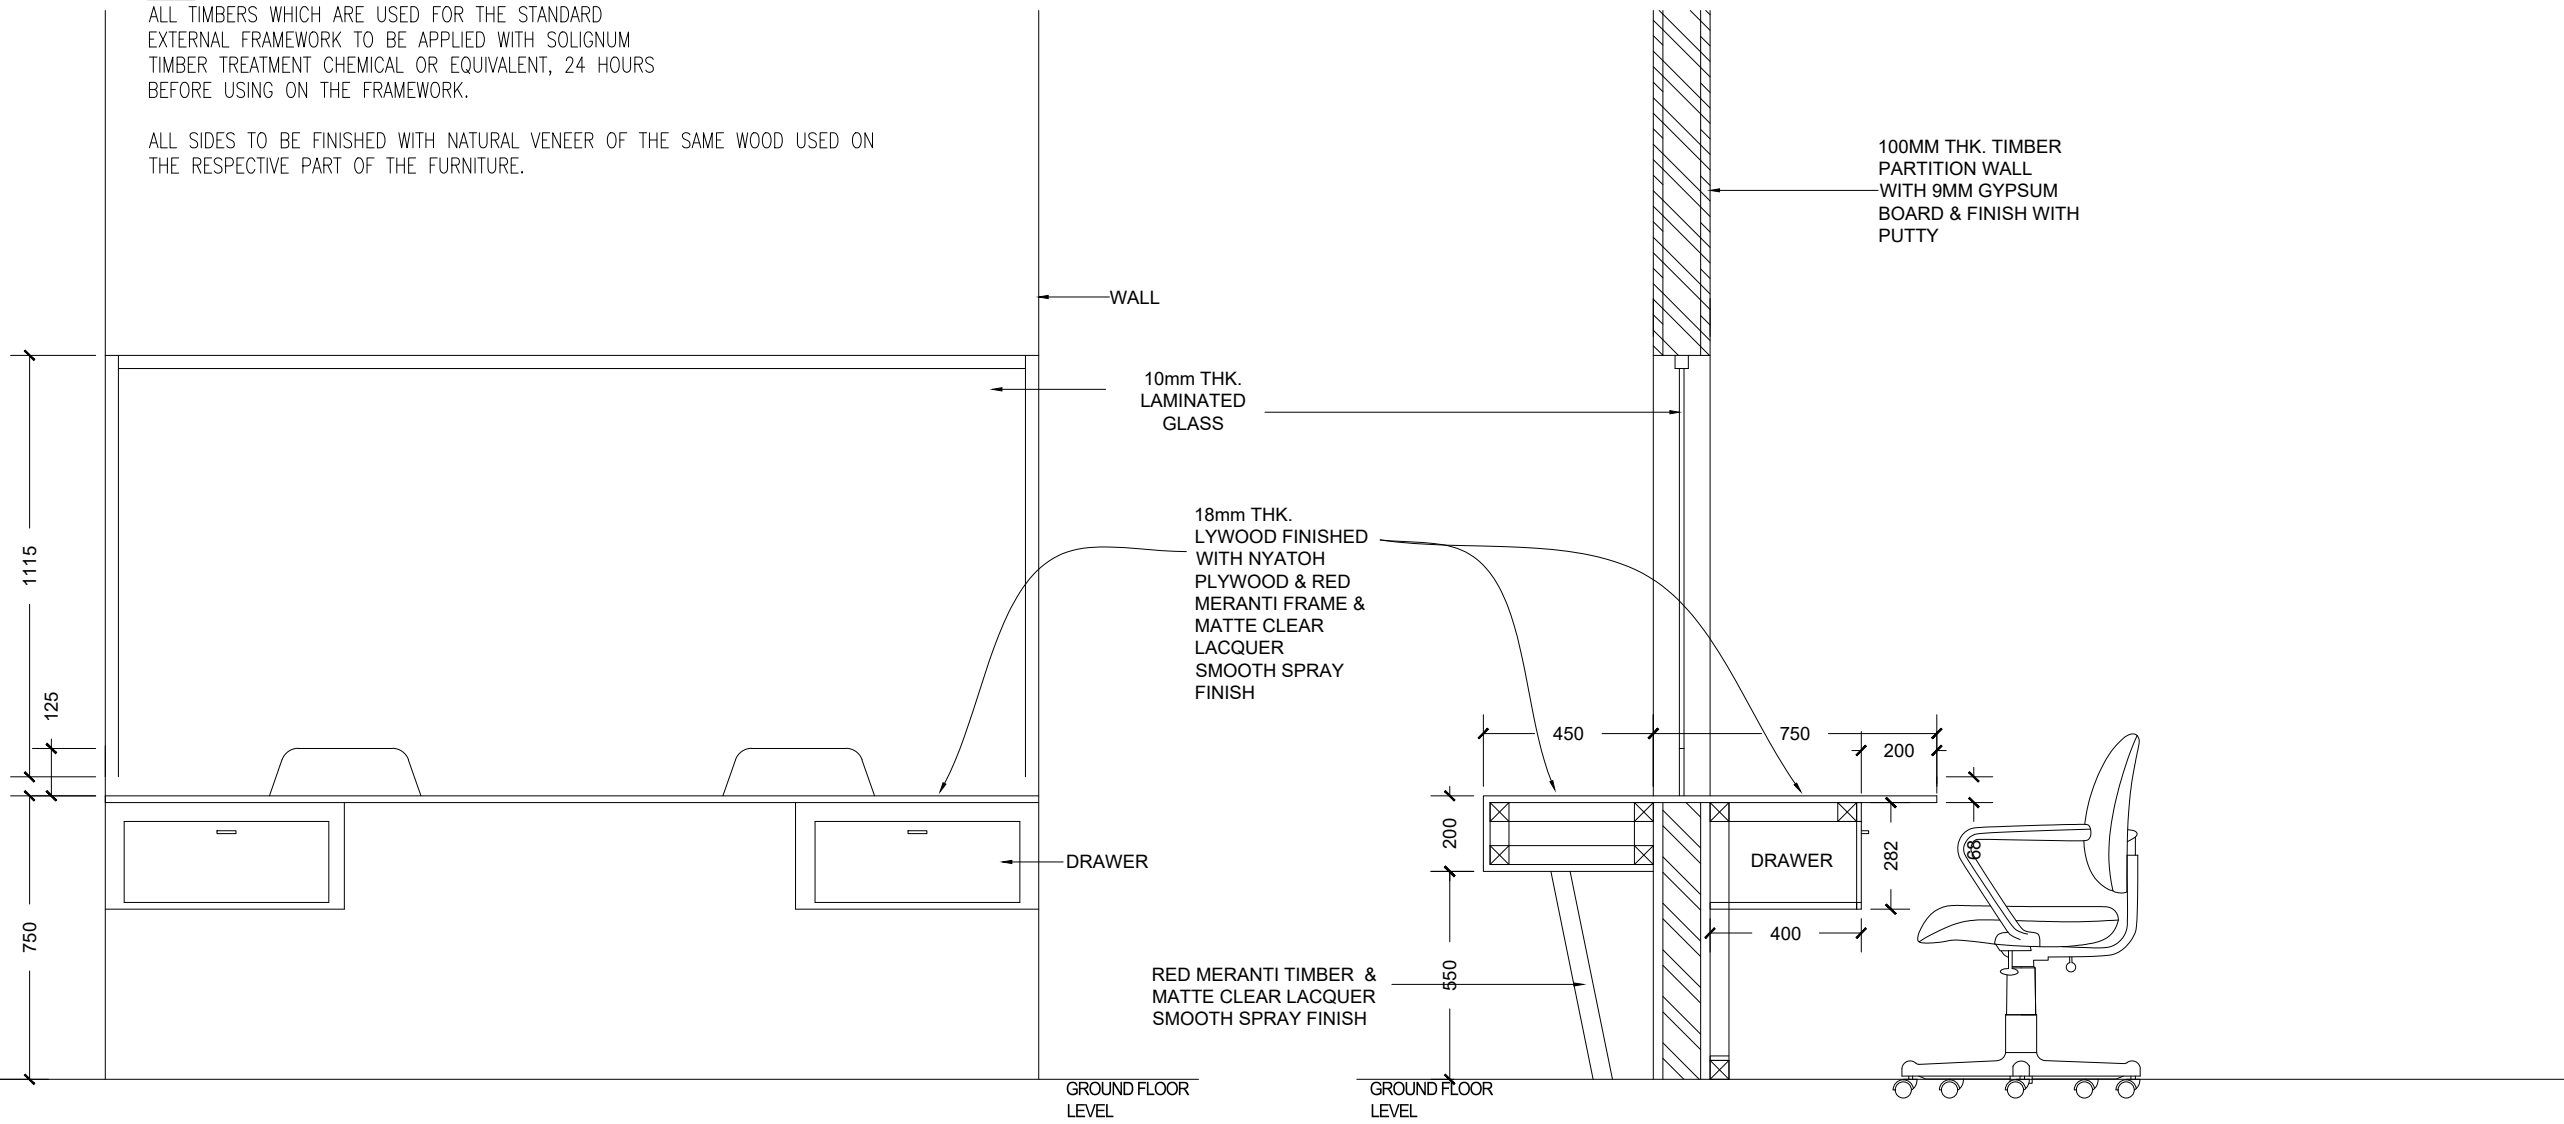 ALL TIMBERS WHICH ARE USED FOR THE STANDARD
EXTERNAL FRAMEWORK TO BE APPLIED WITH SOLIGNUM
TIMBER TREATMENT CHEMICAL OR EQUIVALENT, 24 HOURS
BEFORE USING ON THE FRAMEWORK.
ALL SIDES TO BE FINISHED WITH NATURAL VENEER OF THE SAME WOOD USED ON
THE RESPECTIVE PART OF THE FURNITURE.
100MM THK. TIMBER
PARTITION WALL
WITH 9MM GYPSUM
BOARD & FINISH WITH
PUTTY
WALL
10mm THK.
LAMINATED
GLASS
18mm THK.
LYWOOD FINISHED
WITH NYATOH
PLYWOOD & RED
MERANTI FRAME &
MATTE CLEAR
LACQUER
SMOOTH SPRAY
FINISH
1115
125
750
DRAWER
450
750
200
200
DRAWER
282
68
400
550
RED MERANTI TIMBER &
MATTE CLEAR LACQUER
SMOOTH SPRAY FINISH
GROUND FLOOR
LEVEL
GROUND FLOOR
LEVEL